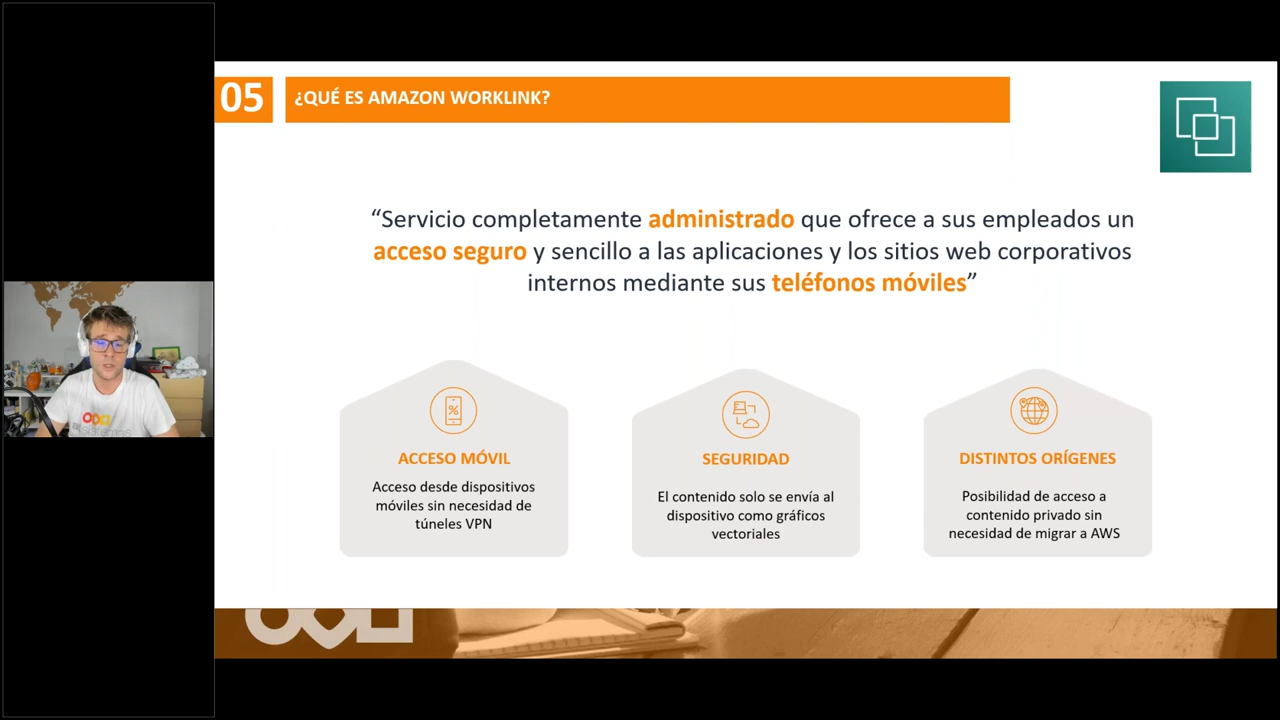 05
¿QUÉ ES AMAZON WORKLINK?
“Servicio completamente administrado que ofrece a sus empleados un
acceso seguro y sencillo a las aplicaciones y los sitios web corporativos
internos mediante sus teléfonos móviles”
%
ACCESO MÓVIL
Acceso desde dispositivos
móviles sin necesidad de
túneles VPN
SEGURIDAD
El contenido solo se envía al
dispositivo como gráficos
vectoriales
DISTINTOS ORÍGENES
Posibilidad de acceso a
contenido privado sin
necesidad de migrar a AWS